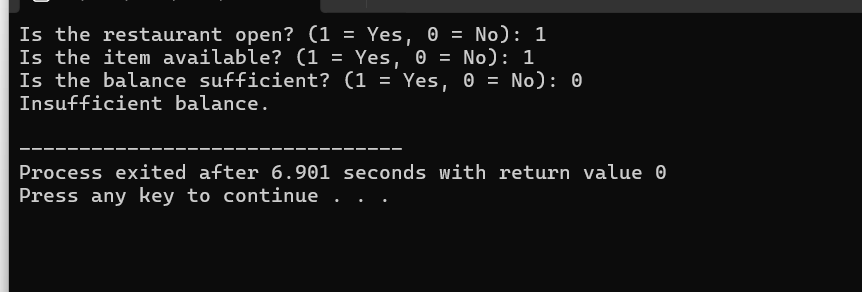 Is the restaurant open? (1 = Yes, 0 = No): 1
Is the item available? (1 = Yes, 0 = No): 1
Is the balance sufficient? (1 = Yes, 0 = No): 0
Insufficient balance.
--------------------------------
Process exited after 6.901 seconds with return value 0
Press any key to continue . . .